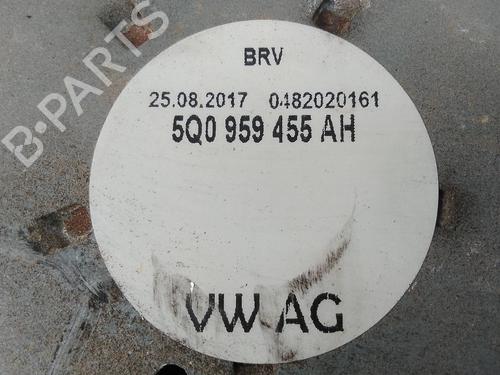 B-PARTS
BRV
25.08.2017 0482020161
5Q0 959 455 AH
VW AG